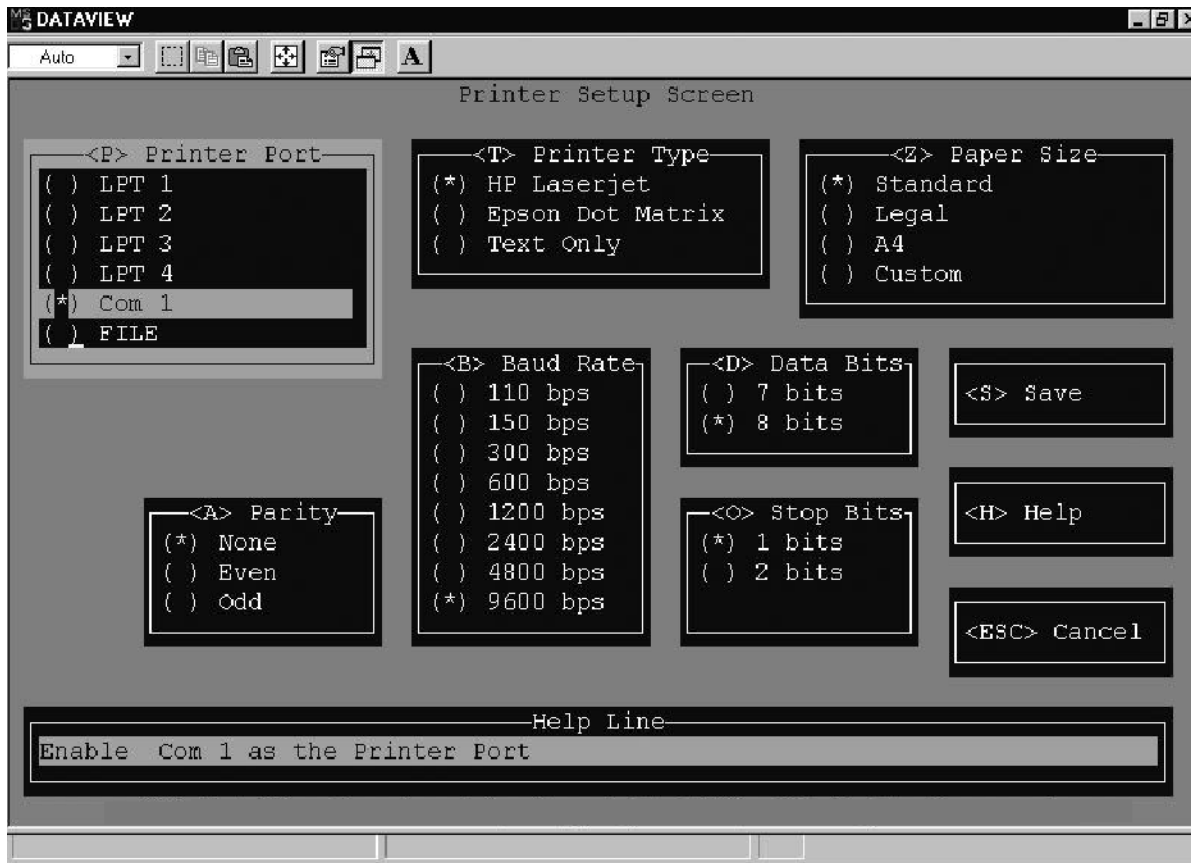 DATAVIEW
Auto
A
Printer Setup Screen
<P> Printer Port
( ) LPT 1
( ) LPT 2
( ) LPT 3
( ) LPT 4
(*) Com 1
( ) FILE
<T> Printer Type
(*) HP Laserjet
( ) Epson Dot Matrix
( ) Text Only
<Z> Paper Size
(*) Standard
( ) Legal
( ) A4
( ) Custom
<B> Baud Rate
( ) 110 bps
( ) 150 bps
( ) 300 bps
( ) 600 bps
( ) 1200 bps
( ) 2400 bps
( ) 4800 bps
(*) 9600 bps
<D> Data Bits
( ) 7 bits
(*) 8 bits
<S> Save
<A> Parity
(*) None
( ) Even
( ) Odd
<O> Stop Bits
(*) 1 bits
( ) 2 bits
<H> Help
<ESC> Cancel
Help Line
Enable Com 1 as the Printer Port